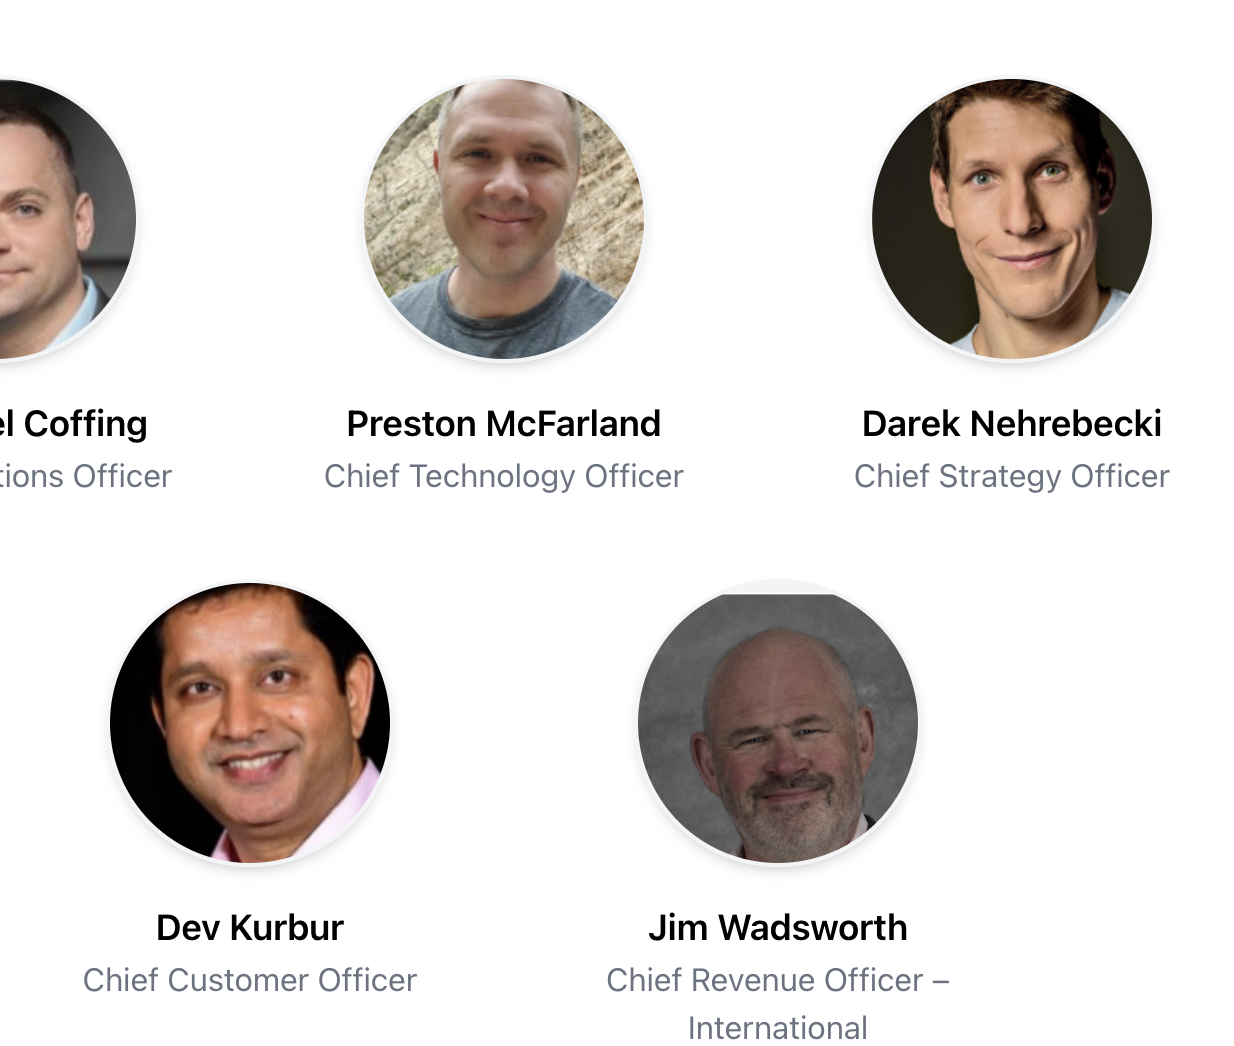 el Coffing
Preston McFarland
Darek Nehrebecki
tions Officer
Chief Technology Officer
Chief Strategy Officer
Dev Kurbur
Jim Wadsworth
Chief Customer Officer
Chief Revenue Officer –
International